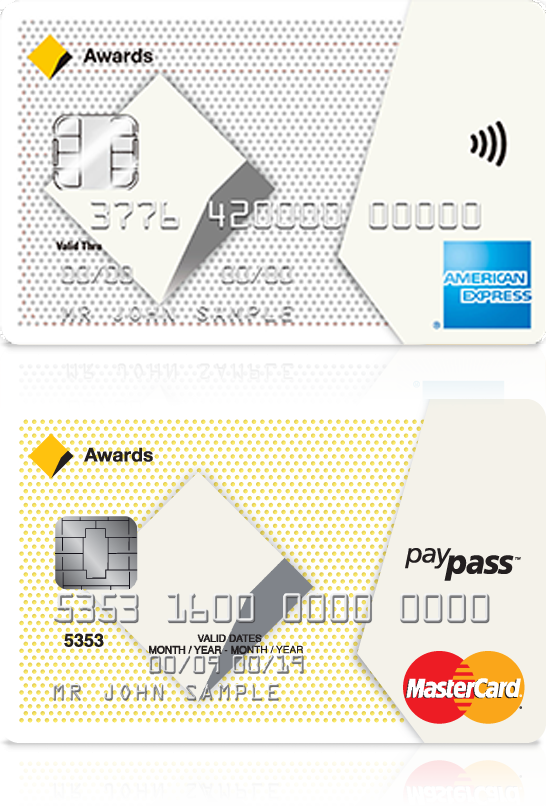 Awards
3776 420000 00000
Valid Thru
00/00 00/00
MR JOHN SAMPLE
AMERICAN
EXPRESS
®
Awards
paypass™
5353 1600 0000 0000
5353
VALID DATES
MONTH / YEAR - MONTH / YEAR
00/09 00/19
MR JOHN SAMPLE
MasterCard